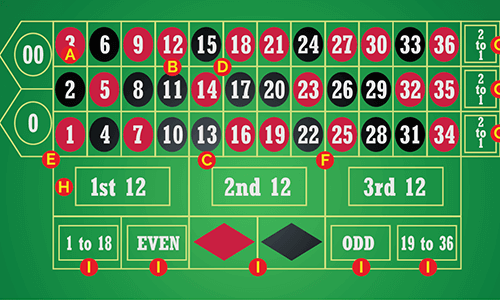 00
3 6 9 12 15 18 21 24 27 30 33 36
2 to 1
A
B
D
2 5 8 11 14 17 20 23 26 29 32 35
2 to 1
0
1 4 7 10 13 16 19 22 25 28 31 34
2 to 1
E
C
F
H
1st 12
2nd 12
3rd 12
1 to 18
EVEN
ODD
19 to 36
I
I
I
I
I